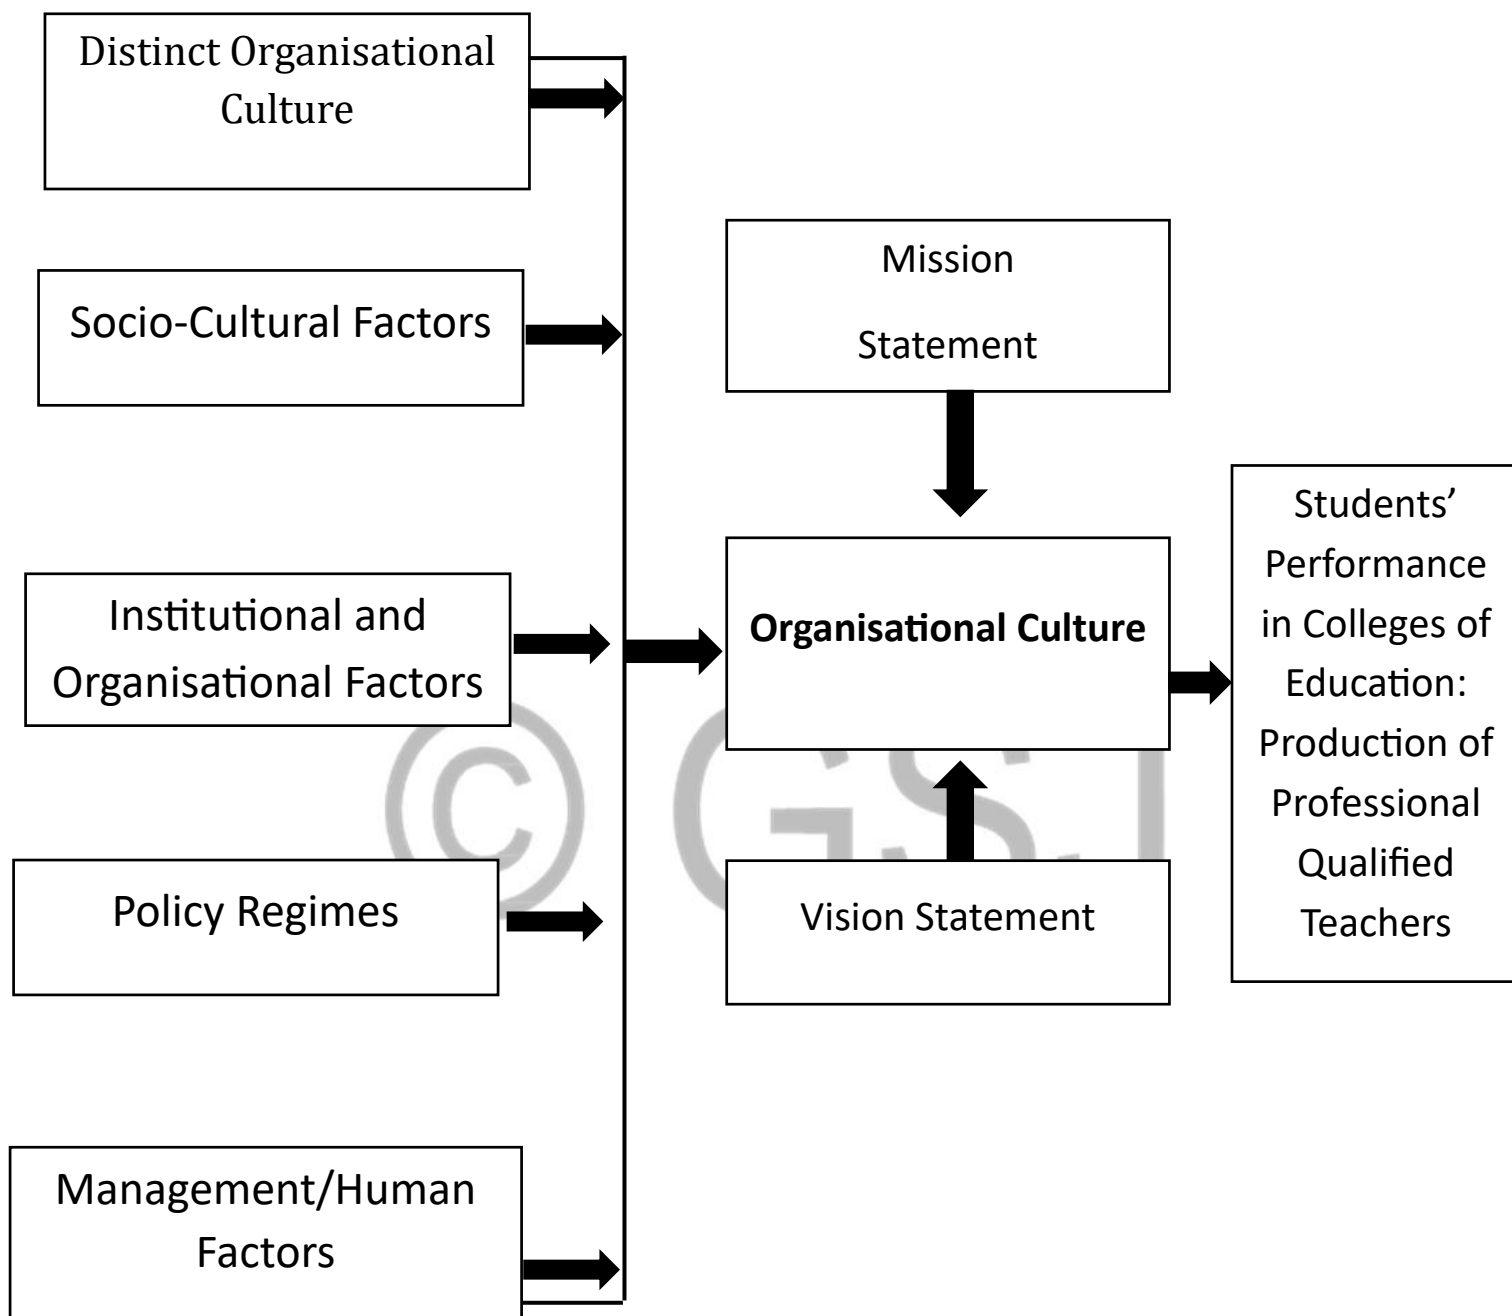 Distinct Organisational
Culture
Socio-Cultural Factors
Institutional and
Organisational Factors
Policy Regimes
Management/Human
Factors
Mission
Statement
Organisational Culture
Vision Statement
Students’
Performance
in Colleges of
Education:
Production of
Professional
Qualified
Teachers
© GSJ